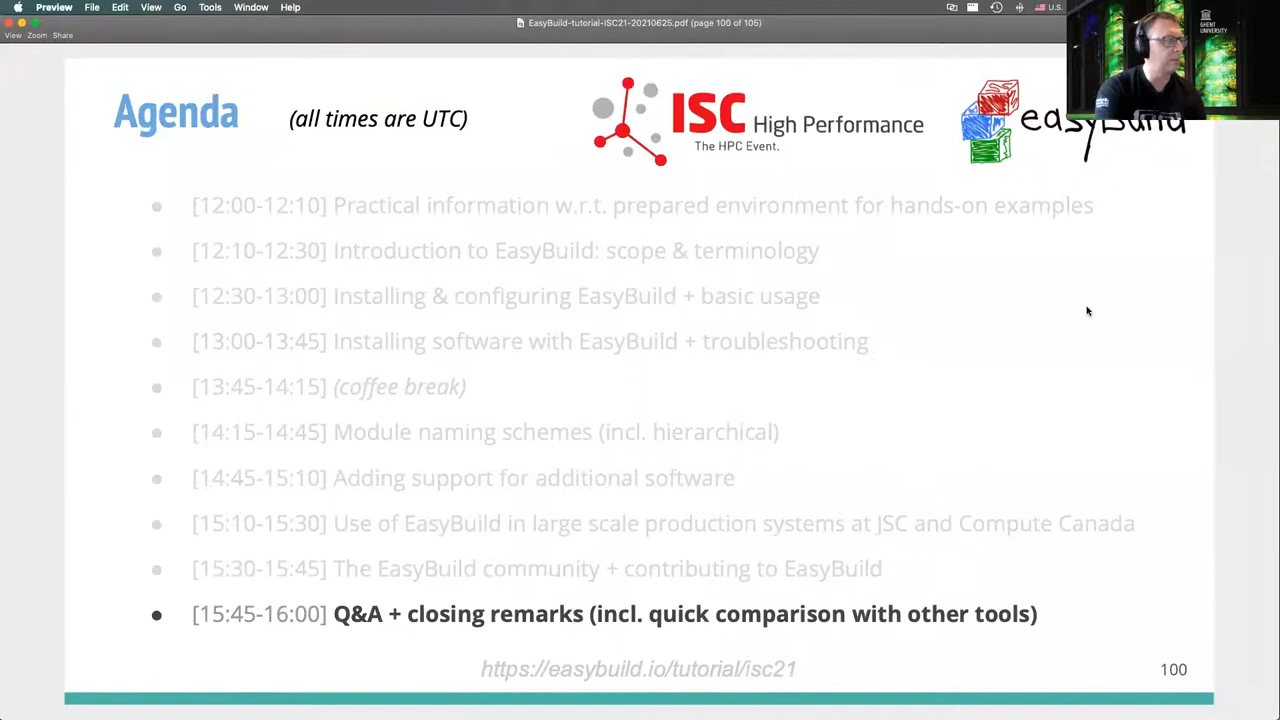 Preview File Edit View Go Tools Window Help U.S.
EasyBuild-tutorial-ISC21-20210625.pdf (page 100 of 105)
View Zoom Share
GHENT
UNIVERSITY
Agenda (all times are UTC)
ISC High Performance
The HPC Event.
easyBuild
• [12:00-12:10] Practical information w.r.t. prepared environment for hands-on examples
• [12:10-12:30] Introduction to EasyBuild: scope & terminology
• [12:30-13:00] Installing & configuring EasyBuild + basic usage
• [13:00-13:45] Installing software with EasyBuild + troubleshooting
• [13:45-14:15] (coffee break)
• [14:15-14:45] Module naming schemes (incl. hierarchical)
• [14:45-15:10] Adding support for additional software
• [15:10-15:30] Use of EasyBuild in large scale production systems at JSC and Compute Canada
• [15:30-15:45] The EasyBuild community + contributing to EasyBuild
• [15:45-16:00] Q&A + closing remarks (incl. quick comparison with other tools)
https://easybuild.io/tutorial/isc21
100